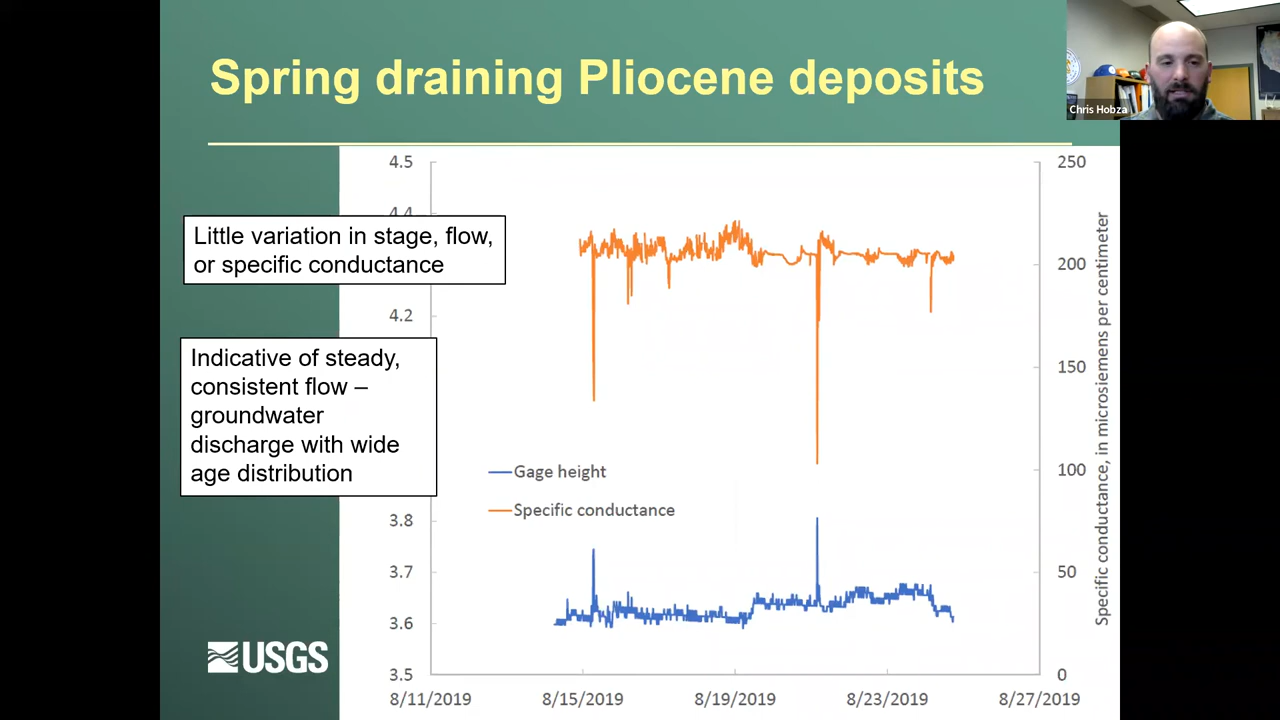 Spring draining Pliocene deposits
Chris Hobza
Little variation in stage, flow,
or specific conductance
Indicative of steady,
consistent flow –
groundwater
discharge with wide
age distribution
4.5
4.4
4.2
3.8
3.7
3.6
3.5
Gage height
Specific conductance
250
200
150
100
50
0
Specific conductance, in microsiemens per centimeter
8/11/2019
8/15/2019
8/19/2019
8/23/2019
8/27/2019
USGS